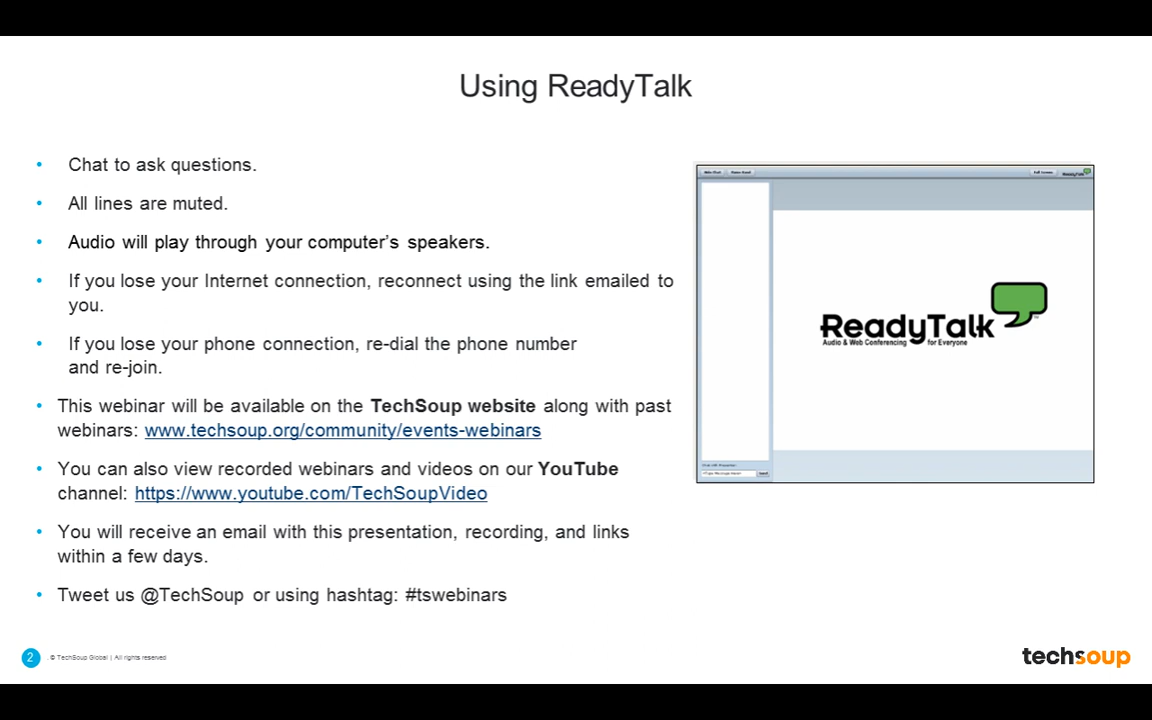 Using ReadyTalk
• Chat to ask questions.
• All lines are muted.
• Audio will play through your computer's speakers.
• If you lose your Internet connection, reconnect using the link emailed to
you.
• If you lose your phone connection, re-dial the phone number
and re-join.
• This webinar will be available on the TechSoup website along with past
webinars: www.techsoup.org/community/events-webinars
• You can also view recorded webinars and videos on our YouTube
channel: https://www.youtube.com/TechSoupVideo
• You will receive an email with this presentation, recording, and links
within a few days.
• Tweet us @TechSoup or using hashtag: #tswebinars
ReadyTalk
ReadyTalk
Audio & Web Conferencing for Everyone
Chat with Presenter:
Send
2
© TechSoup Global | All rights reserved
techsoup